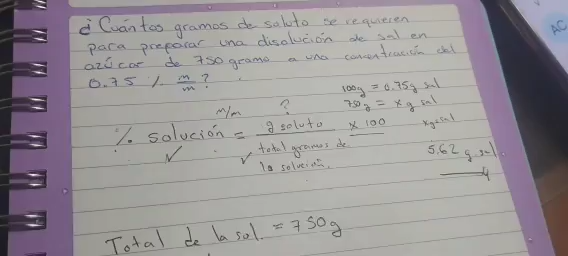 ¿Cuántos gramos de saluto se requieren
para preparar una disolución de sal en
azúcar de 750 gramo a una concentración del
0.75 % m/m?
100g = 0.75g sal
750g = x g sal
m/m ?
% solución = g soluto x 100
total gramos de
la solución.
xg sal
5.62 g sal.
Total de la sol. = 750g
AC